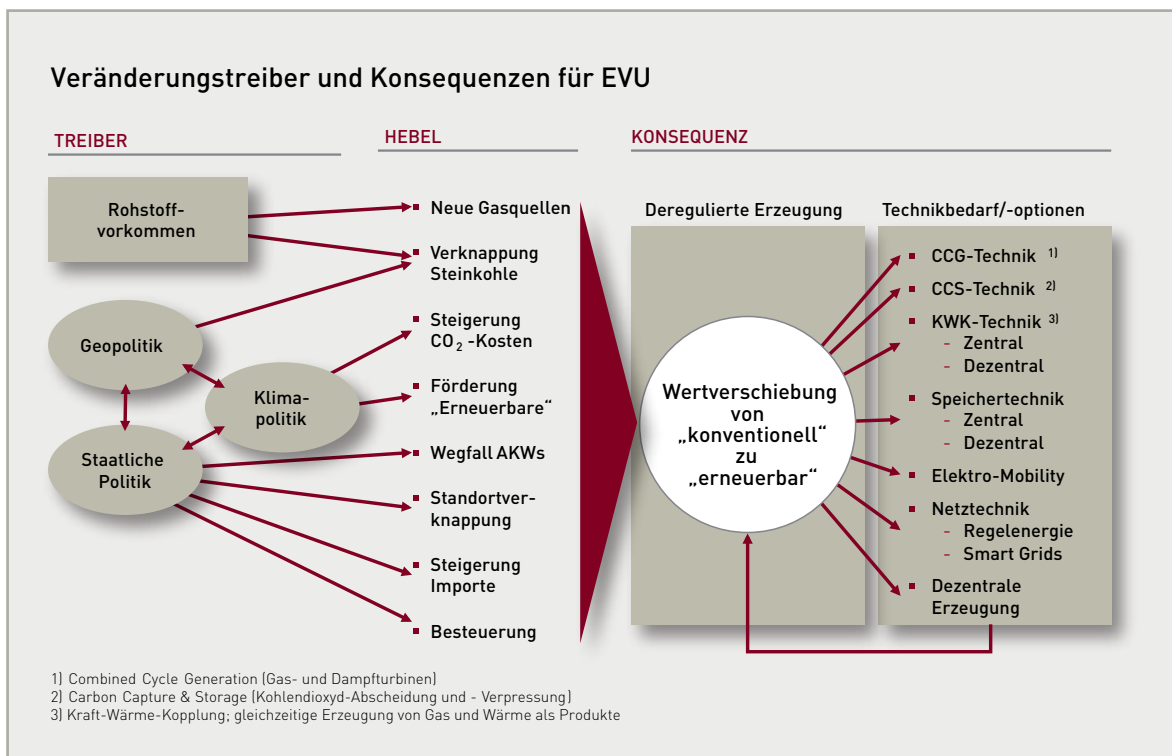 Veränderungstreiber und Konsequenzen für EVU
TREIBER
HEBEL
KONSEQUENZ
Rohstoff-
vorkommen
Geopolitik
Klima-
politik
Staatliche
Politik
Neue Gasquellen
Verknappung
Steinkohle
Steigerung
CO2 -Kosten
Förderung
„Erneuerbare“
Wegfall AKWs
Standortver-
knappung
Steigerung
Importe
Besteuerung
Deregulierte Erzeugung
Wertverschiebung
von
„konventionell“
zu
„erneuerbar“
Technikbedarf/-optionen
CCG-Technik 1)
CCS-Technik 2)
KWK-Technik 3)
- Zentral
- Dezentral
Speichertechnik
- Zentral
- Dezentral
Elektro-Mobility
Netztechnik
- Regelenergie
- Smart Grids
Dezentrale
Erzeugung
1) Combined Cycle Generation (Gas- und Dampfturbinen)
2) Carbon Capture & Storage (Kohlendioxyd-Abscheidung und - Verpressung)
3) Kraft-Wärme-Kopplung; gleichzeitige Erzeugung von Gas und Wärme als Produkte